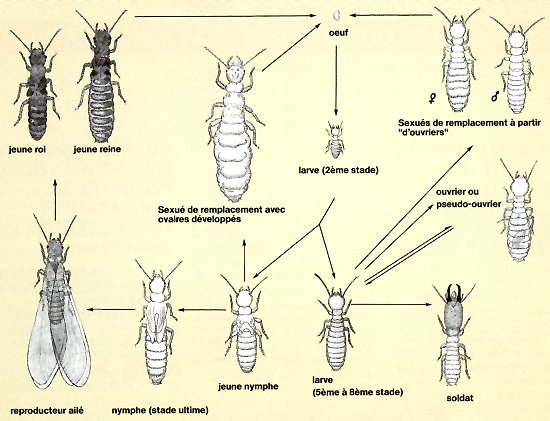 oeuf
jeune roi
jeune reine
♀
♂
Sexués de remplacement à partir
"d'ouvriers"
larve (2ème stade)
ouvrier ou
pseudo-ouvrier
Sexué de remplacement avec
ovaires développés
reproducteur ailé
nymphe (stade ultime)
jeune nymphe
larve
(5ème à 8ème stade)
soldat